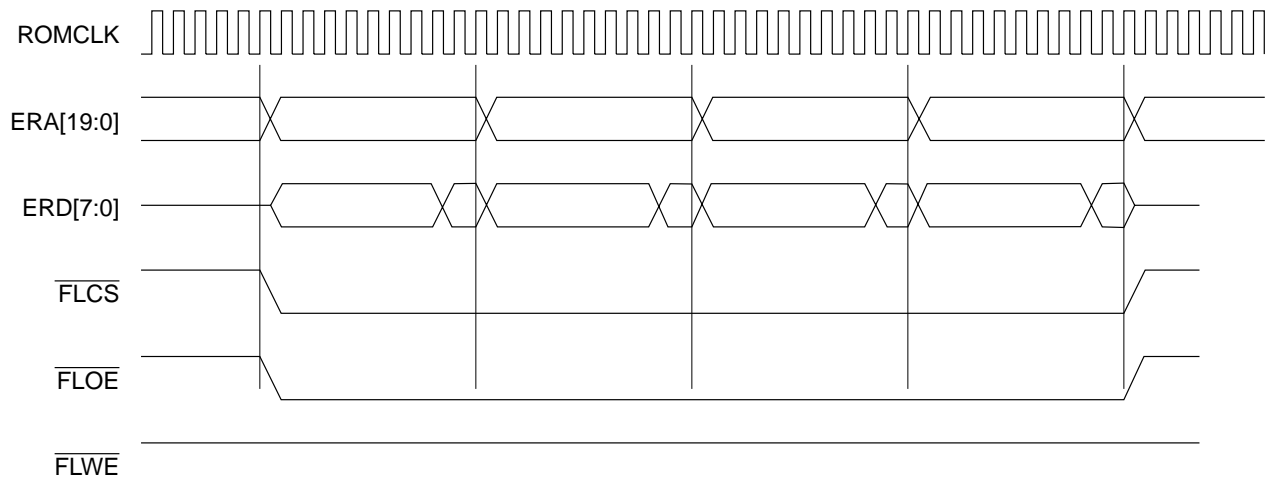 ROMCLK
ERA[19:0]
ERD[7:0]
FLCS
FLOE
FLWE